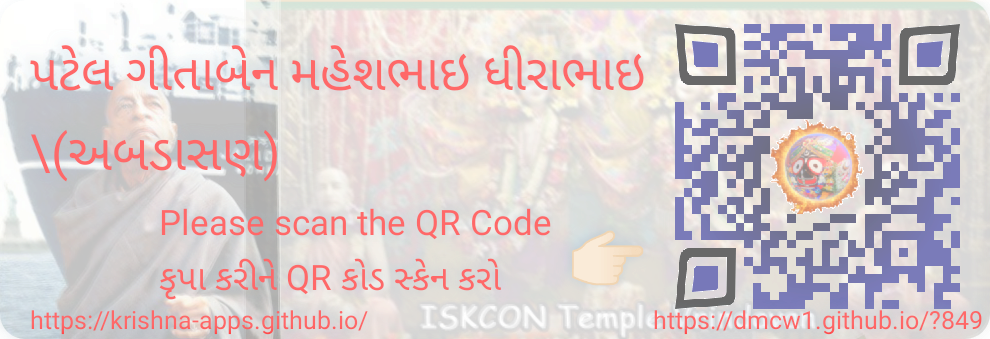 પટેલ ગીતાબેન મહેશભાઇ ધીરાભાઇ
\(અબડાસણ)
Please scan the QR Code
કૃપા કરીને QR કોડ સ્કેન કરો
https://krishna-apps.github.io/
ISKCON Temple
https://dmcw1.github.io/?849